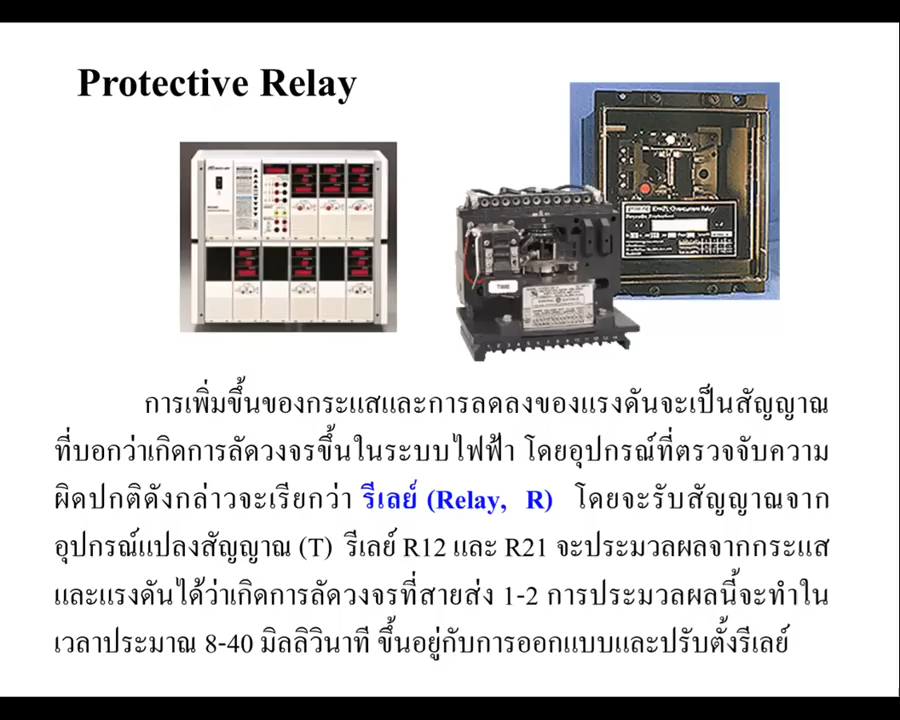 Protective Relay
TIME
การเพิ่มขึ้นของกระแสและการลดลงของแรงดันจะเป็นสัญญาณ
ที่บอกว่าเกิดการลัดวงจรขึ้นในระบบไฟฟ้า โดยอุปกรณ์ที่ตรวจจับความ
ผิดปกติดังกล่าวจะเรียกว่า รีเลย์ (Relay, R) โดยจะรับสัญญาณจาก
อุปกรณ์แปลงสัญญาณ (T) รีเลย์ R12 และ R21 จะประมวลผลจากกระแส
และแรงดันได้ว่าเกิดการลัดวงจรที่สายส่ง 1-2 การประมวลผลนี้จะทำใน
เวลาประมาณ 8-40 มิลลิวินาที ขึ้นอยู่กับการออกแบบและปรับตั้งรีเลย์